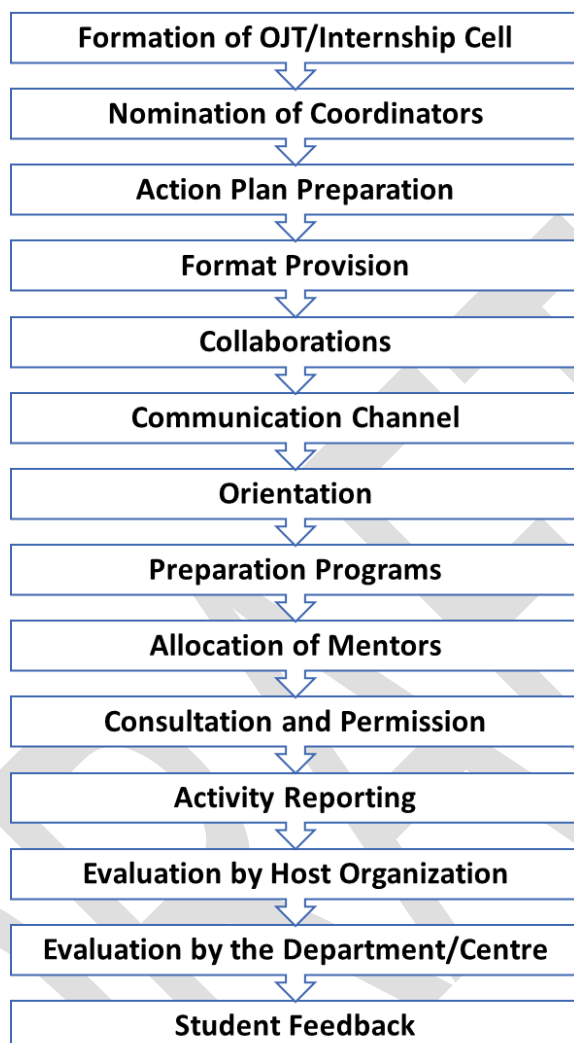 Formation of OJT/Internship Cell
Nomination of Coordinators
Action Plan Preparation
Format Provision
Collaborations
Communication Channel
Orientation
Preparation Programs
Allocation of Mentors
Consultation and Permission
Activity Reporting
Evaluation by Host Organization
Evaluation by the Department/Centre
Student Feedback